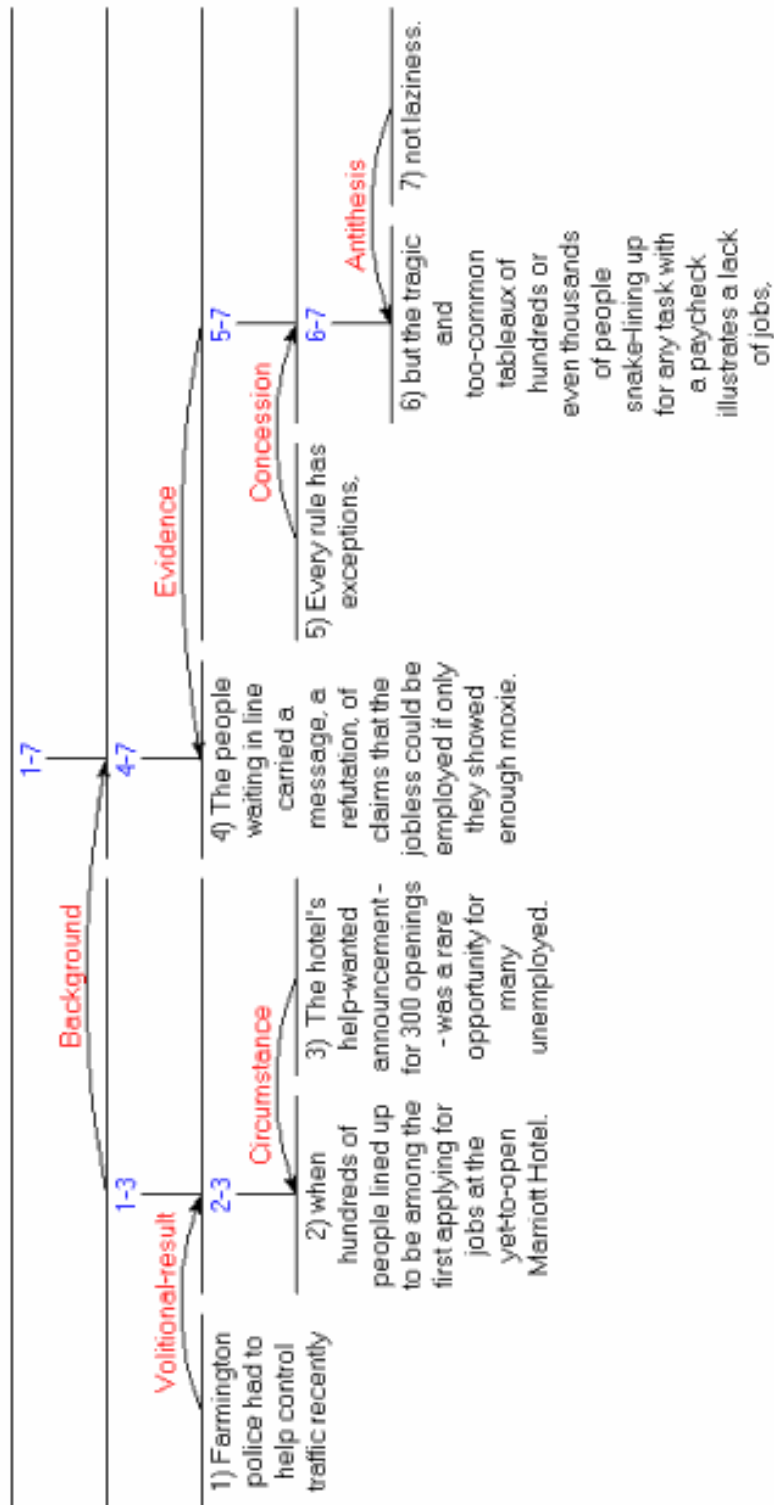 1-7
Background
1-3
4-7
Volitional-result
Evidence
1) Farmington
police had to
help control
traffic recently
2-3
Circumstance
2) when
hundreds of
people lined up
to be among the
first applying for
jobs at the
yet-to-open
Marriott Hotel.
3) The hotel's
help-wanted
announcement -
for 300 openings
- was a rare
opportunity for
many
unemployed.
4) The people
waiting in line
carried a
message, a
refutation, of
claims that the
jobless could be
employed if only
they showed
enough moxie.
5-7
Concession
5) Every rule has
exceptions,
6-7
Antithesis
6) but the tragic
and
too-common
tableaux of
hundreds or
even thousands
of people
snake-lining up
for any task with
a paycheck
illustrates a lack
of jobs,
7) not laziness.